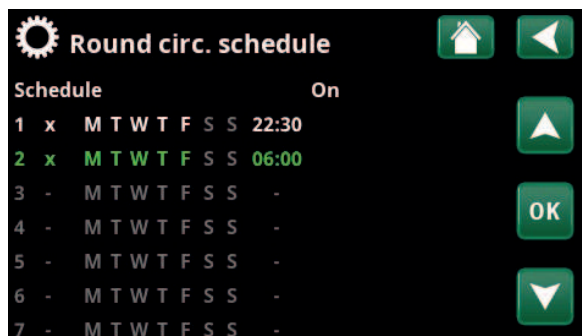 Round circ. schedule
Schedule On
1 x M T W T F S S 22:30
2 x M T W T F S S 06:00
3 - M T W T F S S -
4 - M T W T F S S -
OK
5 - M T W T F S S -
6 - M T W T F S S -
7 - M T W T F S S -